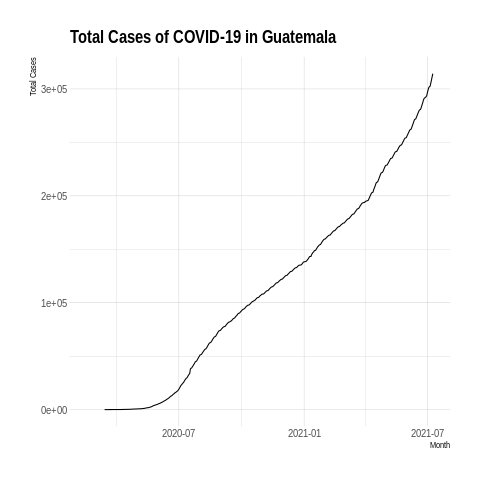 Total Cases of COVID-19 in Guatemala
Total Cases
3e+05
2e+05
1e+05
0e+00
2020-07
2021-01
2021-07
Month